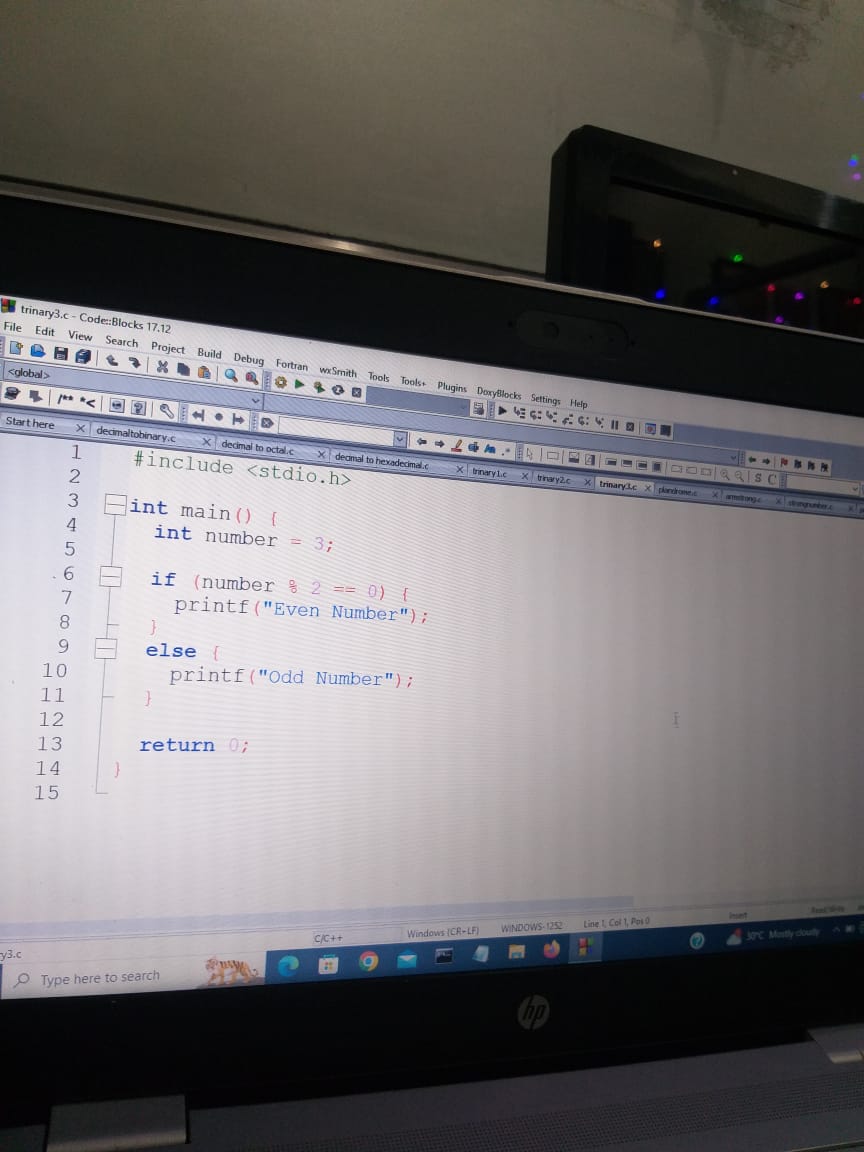 trinary3.c - Code::Blocks 17.12
File Edit View Search Project Build Debug Fortran wxSmith Tools Tools+ Plugins DoxyBlocks Settings Help
<global>
/** *<
S C
Start here decimaltobinary.c decimal to octal.c decimal to hexadecimal.c trinary1.c trinary2.c trinary3.c plandrome.c armstrong.c strongnumber.c
1 #include <stdio.h>
2
3 int main() {
4 int number = 3;
5
6 if (number % 2 == 0) {
7 printf("Even Number");
8 }
9 else {
10 printf("Odd Number");
11 }
12
13 return 0;
14 }
15
y3.c C/C++ Windows (CR+LF) WINDOWS-1252 Line 1, Col 1, Pos 0 Insert Read/Write
Type here to search 30°C Mostly cloudy
hp